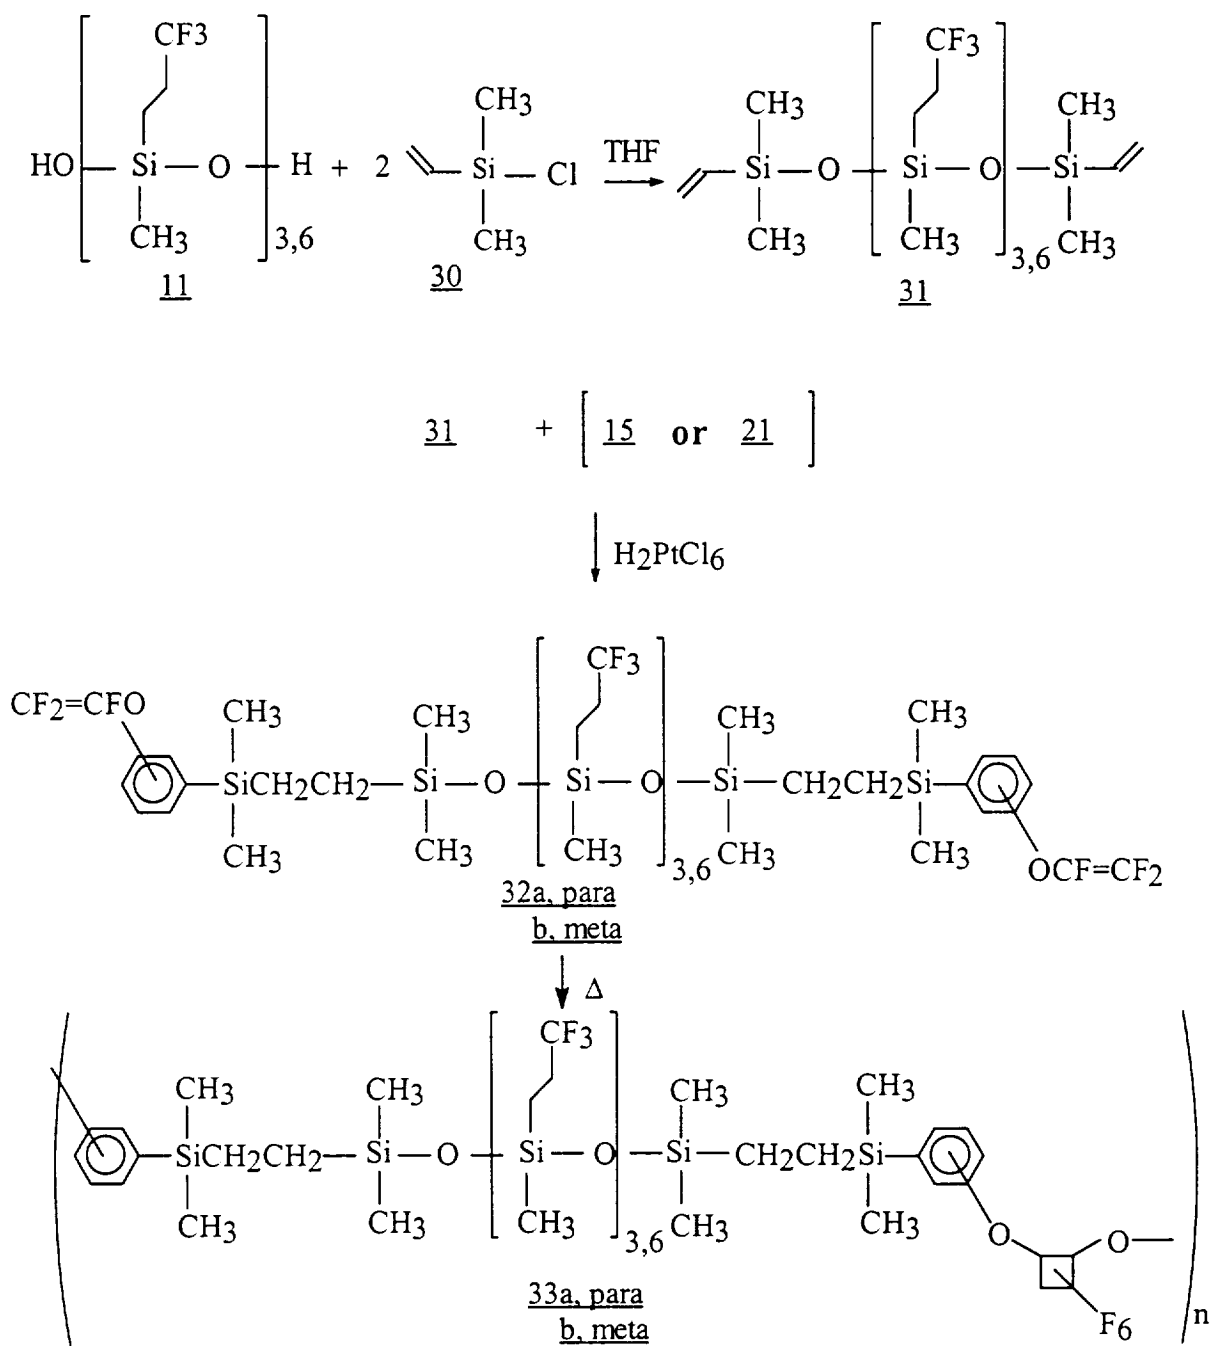 CF3 CF3
CH3 CH3 CH3
HO Si O H + 2 Si Cl THF Si O Si O Si
CH3 3,6 CH3 CH3 CH3 3,6 CH3
11 30 31
31 + [ 15 or 21 ]
H2PtCl6
CF3
CF2=CFO CH3 CH3 CH3 CH3
SiCH2CH2 Si O Si O Si CH2CH2Si
CH3 CH3 CH3 3,6 CH3 CH3
OCF=CF2
32a, para
b, meta
Δ
CF3
CH3 CH3 CH3 CH3
SiCH2CH2 Si O Si O Si CH2CH2Si
CH3 CH3 CH3 3,6 CH3 CH3
O O
33a, para
b, meta
F6 n